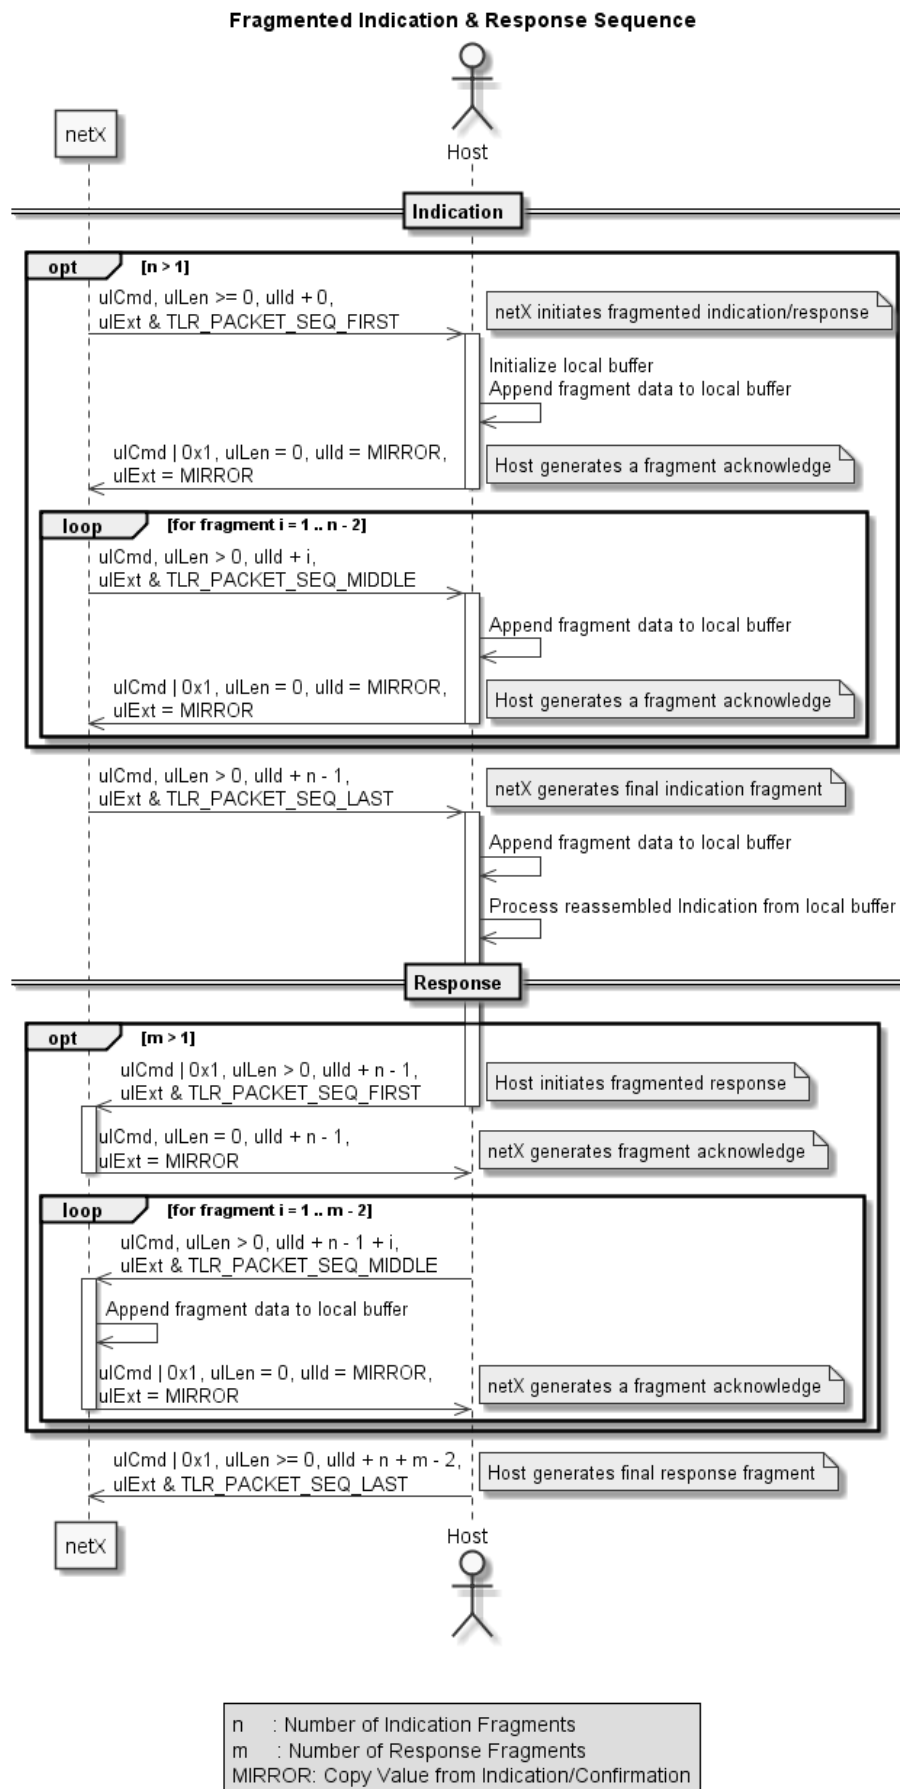 Fragmented Indication & Response Sequence
netX
Host
Indication
opt [n > 1]
ulCmd, ulLen >= 0, ulId + 0,
ulExt & TLR_PACKET_SEQ_FIRST
netX initiates fragmented indication/response
Initialize local buffer
Append fragment data to local buffer
ulCmd | 0x1, ulLen = 0, ulId = MIRROR,
ulExt = MIRROR
Host generates a fragment acknowledge
loop [for fragment i = 1 .. n - 2]
ulCmd, ulLen > 0, ulId + i,
ulExt & TLR_PACKET_SEQ_MIDDLE
Append fragment data to local buffer
ulCmd | 0x1, ulLen = 0, ulId = MIRROR,
ulExt = MIRROR
Host generates a fragment acknowledge
ulCmd, ulLen > 0, ulId + n - 1,
ulExt & TLR_PACKET_SEQ_LAST
netX generates final indication fragment
Append fragment data to local buffer
Process reassembled Indication from local buffer
Response
opt [m > 1]
ulCmd | 0x1, ulLen > 0, ulId + n - 1,
ulExt & TLR_PACKET_SEQ_FIRST
Host initiates fragmented response
ulCmd, ulLen = 0, ulId + n - 1,
ulExt = MIRROR
netX generates fragment acknowledge
loop [for fragment i = 1 .. m - 2]
ulCmd, ulLen > 0, ulId + n - 1 + i,
ulExt & TLR_PACKET_SEQ_MIDDLE
Append fragment data to local buffer
ulCmd | 0x1, ulLen = 0, ulId = MIRROR,
ulExt = MIRROR
netX generates a fragment acknowledge
ulCmd | 0x1, ulLen >= 0, ulId + n + m - 2,
ulExt & TLR_PACKET_SEQ_LAST
Host generates final response fragment
netX
Host
n : Number of Indication Fragments
m : Number of Response Fragments
MIRROR: Copy Value from Indication/Confirmation